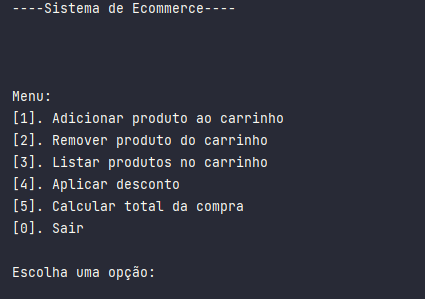 ----Sistema de Ecommerce----
Menu:
[1]. Adicionar produto ao carrinho
[2]. Remover produto do carrinho
[3]. Listar produtos no carrinho
[4]. Aplicar desconto
[5]. Calcular total da compra
[0]. Sair
Escolha uma opção: